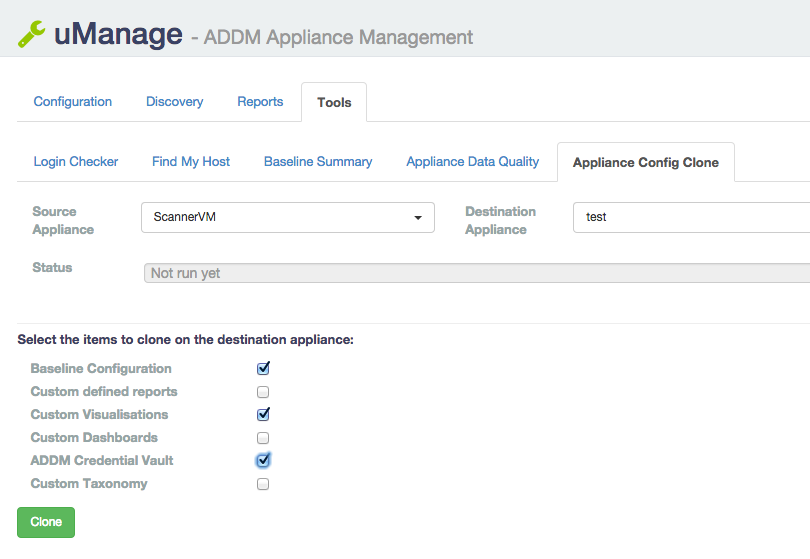 uManage - ADDM Appliance Management
Configuration Discovery Reports Tools
Login Checker Find My Host Baseline Summary Appliance Data Quality Appliance Config Clone
Source Appliance ScannerVM Destination Appliance test
Status Not run yet
Select the items to clone on the destination appliance:
Baseline Configuration
Custom defined reports
Custom Visualisations
Custom Dashboards
ADDM Credential Vault
Custom Taxonomy
Clone